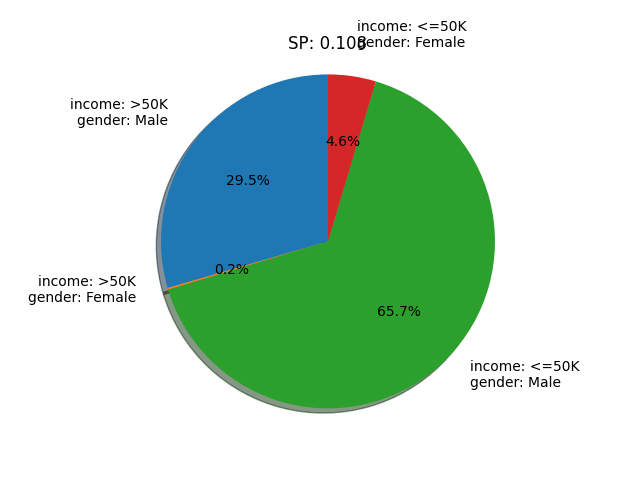 income: <=50K
gender: Female
SP: 0.108
income: >50K
gender: Male
4.6%
29.5%
0.2%
income: >50K
gender: Female
65.7%
income: <=50K
gender: Male